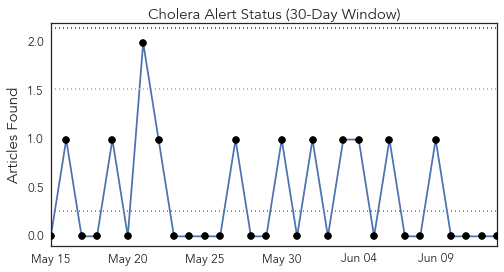 Cholera Alert Status (30-Day Window)
Articles Found
2.0
1.5
1.0
0.5
0.0
May 15 May 20 May 25 May 30 Jun 04 Jun 09